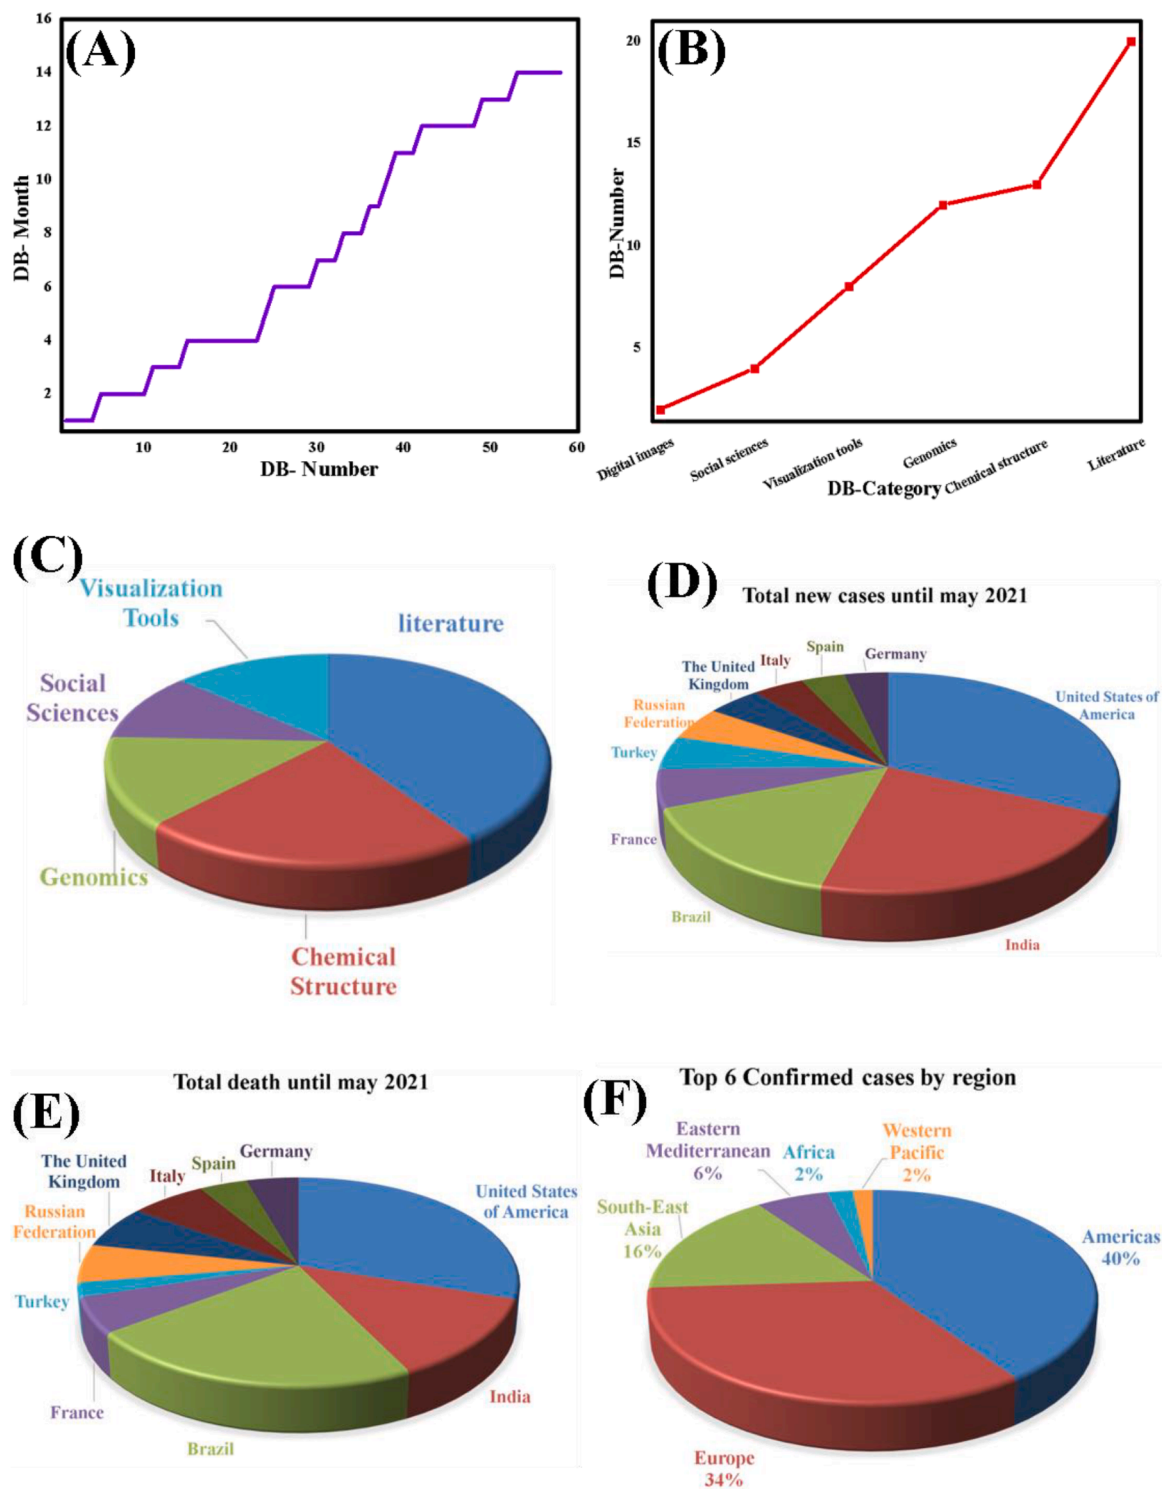 (A)
16
14
12
10
8
6
4
2
DB- Month
10 20 30 40 50 60
DB- Number
(B)
20
15
10
5
DB-Number
Digital images
Social sciences
Visualization tools
Genomics
Chemical structure
Literature
DB-Category
(C)
Visualization
Tools
literature
Social
Sciences
Genomics
Chemical
Structure
(D)
Total new cases until may 2021
The United
Kingdom
Italy
Spain
Germany
Russian
Federation
United States of
America
Turkey
France
Brazil
India
(E)
Total death until may 2021
The United
Kingdom
Italy
Spain
Germany
Russian
Federation
United States
of America
Turkey
France
Brazil
India
(F)
Top 6 Confirmed cases by region
Eastern
Mediterranean
6%
Africa
2%
Western
Pacific
2%
South-East
Asia
16%
Americas
40%
Europe
34%